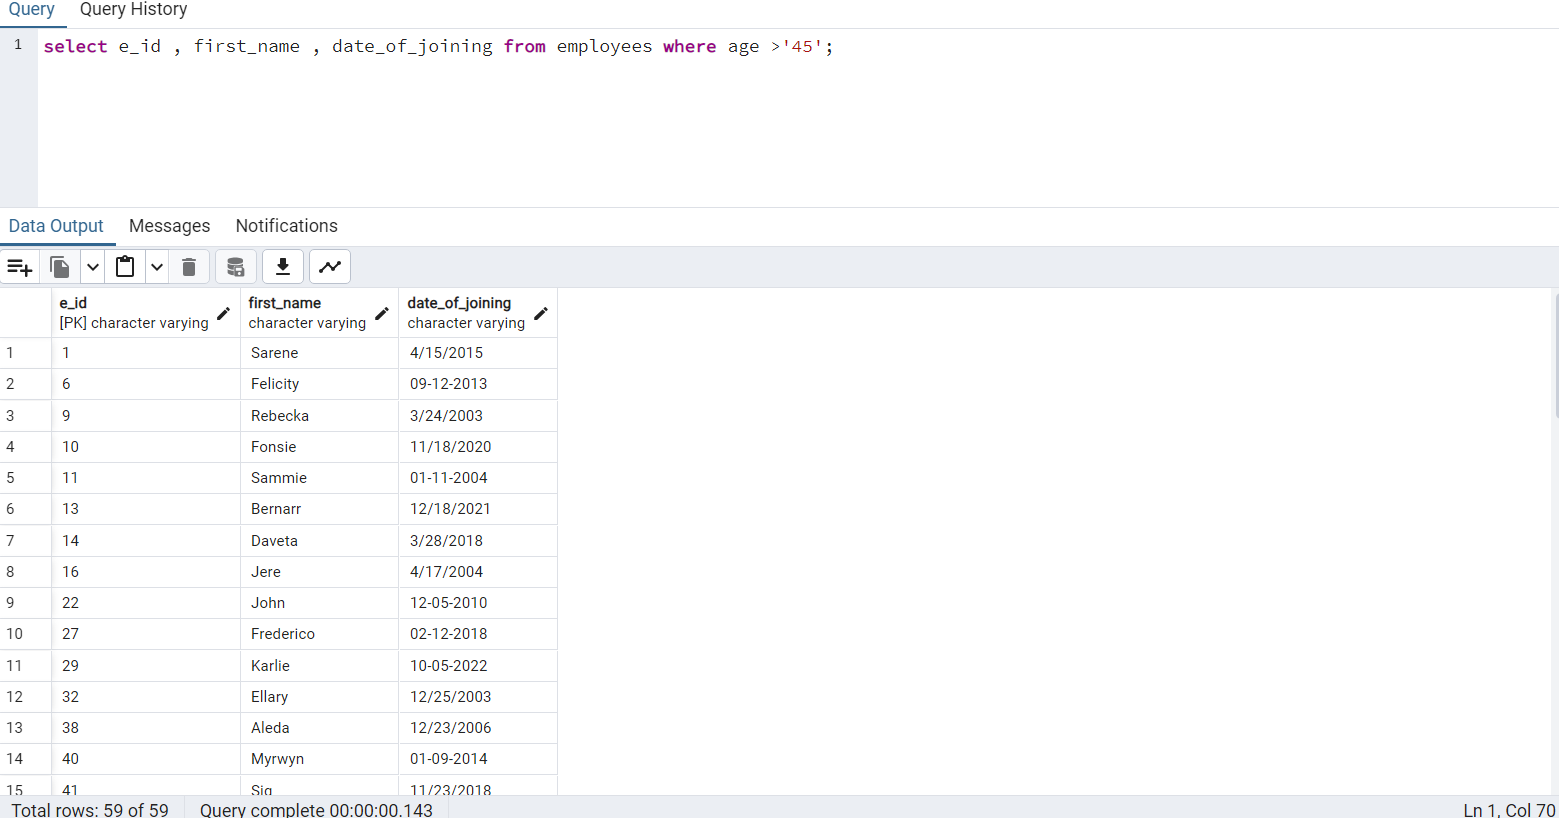 Query Query History
1 select e_id , first_name , date_of_joining from employees where age >'45';
Data Output Messages Notifications
e_id first_name date_of_joining
[PK] character varying character varying character varying
1 1 Sarene 4/15/2015
2 6 Felicity 09-12-2013
3 9 Rebecka 3/24/2003
4 10 Fonsie 11/18/2020
5 11 Sammie 01-11-2004
6 13 Bernarr 12/18/2021
7 14 Daveta 3/28/2018
8 16 Jere 4/17/2004
9 22 John 12-05-2010
10 27 Frederico 02-12-2018
11 29 Karlie 10-05-2022
12 32 Ellary 12/25/2003
13 38 Aleda 12/23/2006
14 40 Myrwyn 01-09-2014
15 41 Sig 11/23/2018
Total rows: 59 of 59 Query complete 00:00:00.143 Ln 1, Col 70